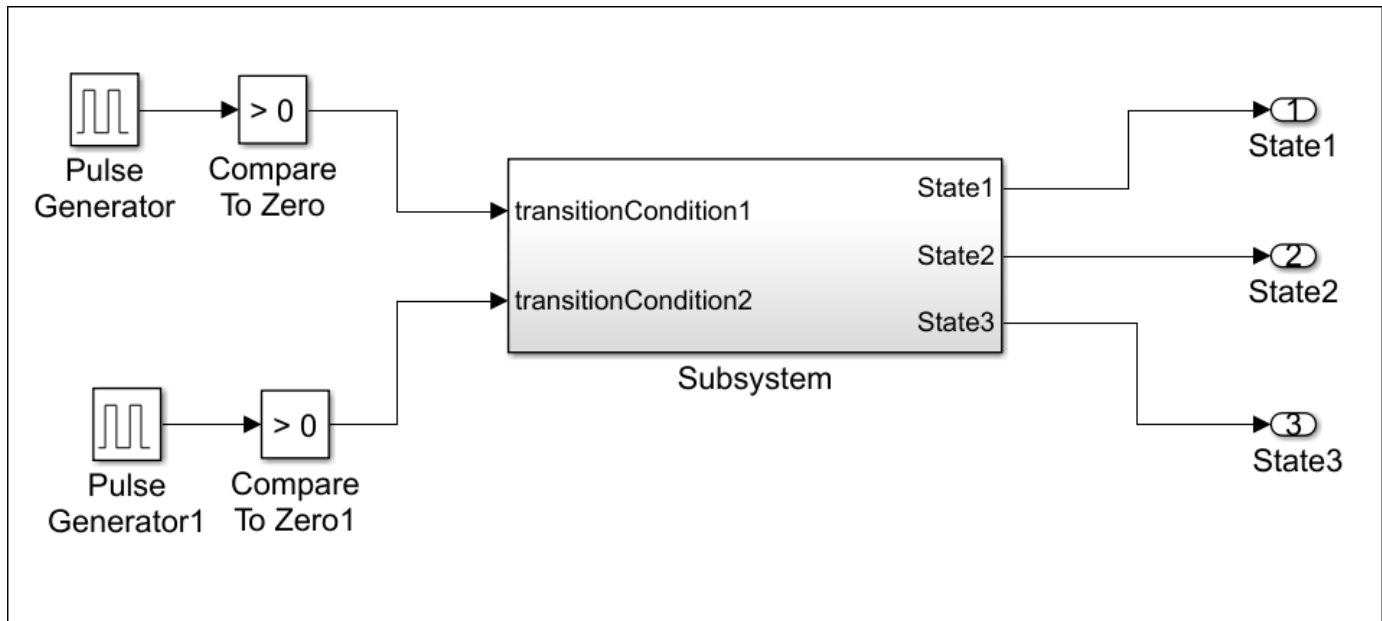 > 0
Pulse
Generator
Compare
To Zero
transitionCondition1
transitionCondition2
State1
State2
State3
Subsystem
1
State1
2
State2
3
State3
> 0
Pulse
Generator1
Compare
To Zero1